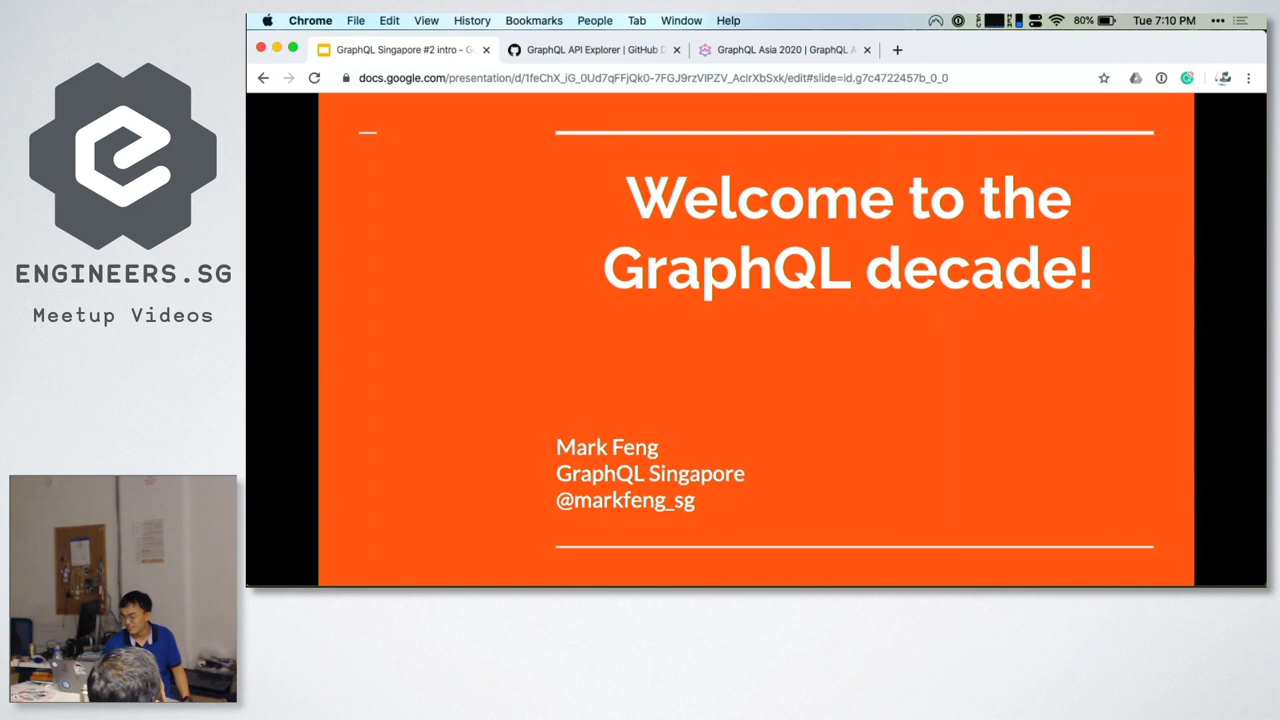 Chrome File Edit View History Bookmarks People Tab Window Help
80% Tue 7:10 PM
GraphQL Singapore #2 intro - G
GraphQL API Explorer | GitHub D
GraphQL Asia 2020 | GraphQL A
docs.google.com/presentation/d/1feChX_iG_0Ud7qFFjQk0-7FGJ9rzVIPZV_AcIrXbSxk/edit#slide=id.g7c4722457b_0_0
Welcome to the
GraphQL decade!
Mark Feng
GraphQL Singapore
@markfeng_sg
ENGINEERS.SG
Meetup Videos